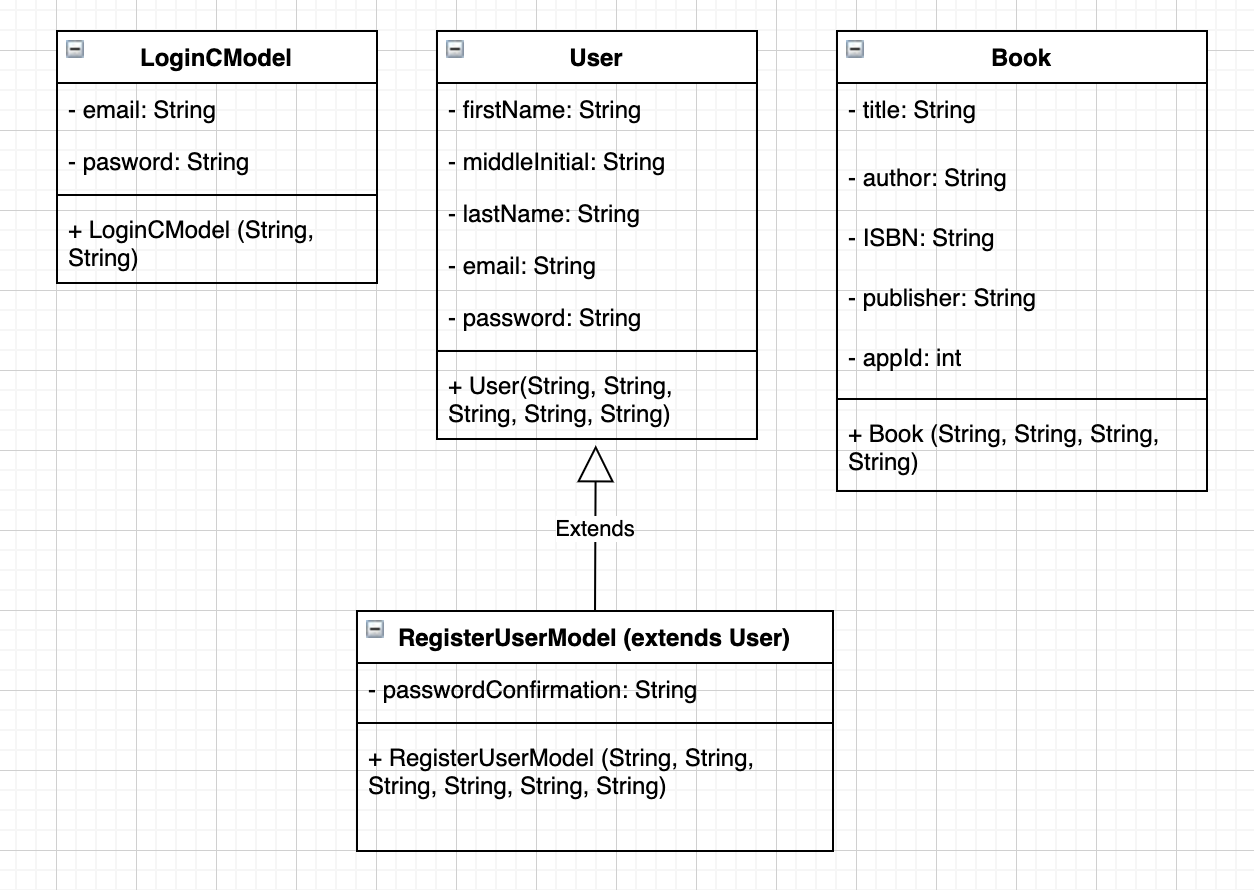 LoginCModel
- email: String
- pasword: String
+ LoginCModel (String,
String)
User
- firstName: String
- middleInitial: String
- lastName: String
- email: String
- password: String
+ User(String, String,
String, String, String)
Book
- title: String
- author: String
- ISBN: String
- publisher: String
- appId: int
+ Book (String, String, String,
String)
Extends
RegisterUserModel (extends User)
- passwordConfirmation: String
+ RegisterUserModel (String, String,
String, String, String, String)